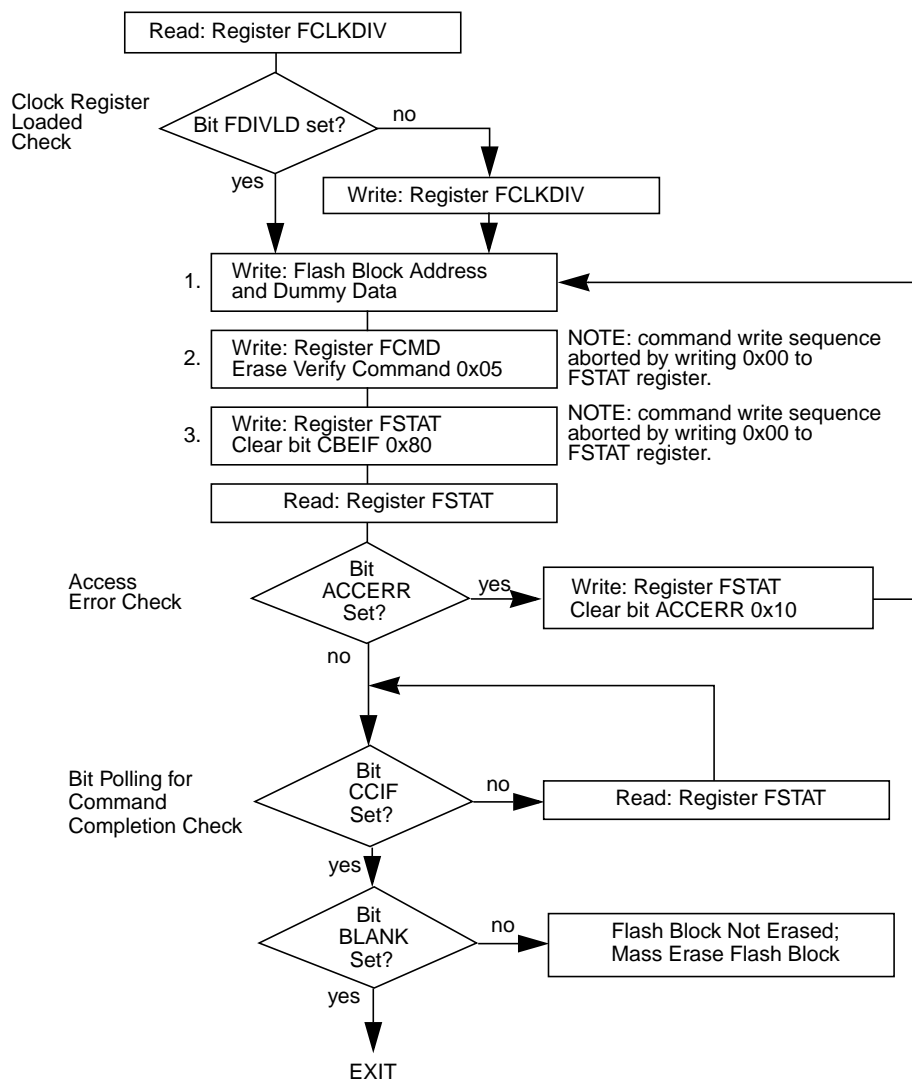 Read: Register FCLKDIV
Clock Register
Loaded
Check
Bit FDIVLD set?
no
yes
Write: Register FCLKDIV
1.
Write: Flash Block Address
and Dummy Data
2.
Write: Register FCMD
Erase Verify Command 0x05
NOTE: command write sequence
aborted by writing 0x00 to
FSTAT register.
3.
Write: Register FSTAT
Clear bit CBEIF 0x80
NOTE: command write sequence
aborted by writing 0x00 to
FSTAT register.
Read: Register FSTAT
Access
Error Check
Bit
ACCERR
Set?
yes
Write: Register FSTAT
Clear bit ACCERR 0x10
no
Bit Polling for
Command
Completion Check
Bit
CCIF
Set?
no
Read: Register FSTAT
yes
Bit
BLANK
Set?
no
Flash Block Not Erased;
Mass Erase Flash Block
yes
EXIT